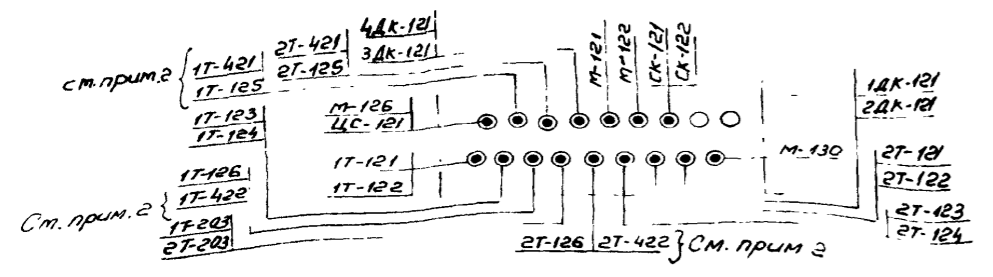 4ДК-121
3ДК-121
2Т-421
2Т-125
см. прим. 2
1Т-421
1Т-125
М-121
М-122
СК-121
СК-122
1ДК-121
2ДК-121
1Т-123
1Т-124
М-126
ЦС-121
1Т-121
1Т-122
М-130
2Т-121
2Т-122
1Т-126
1Т-422
См. прим. 2
1Т-203
2Т-203
2Т-123
2Т-124
2Т-126
2Т-422
См. прим 2